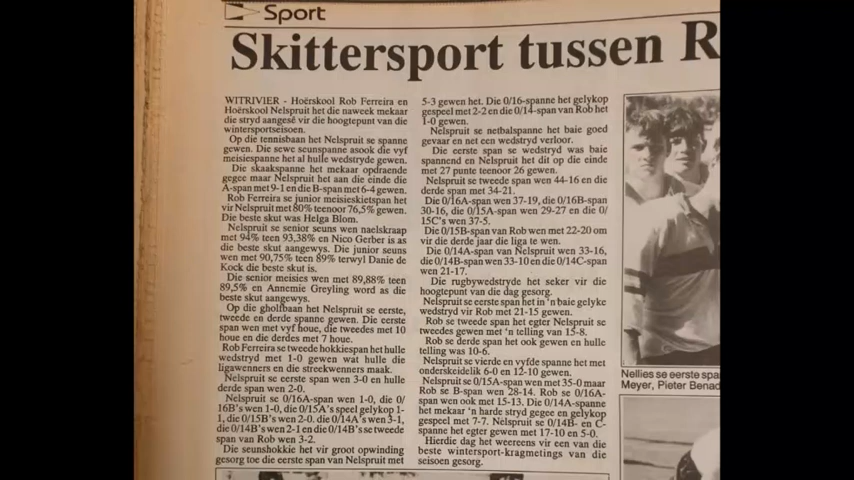 Sport
Skittersport tussen R
WITRIVIER - Hoërskool Rob Ferreira en
Hoërskool Nelspruit het die naweek mekaar
die stryd aangesê vir die hoogtepunt van die
wintersportseisoen.
Op die tennisbaan het Nelspruit se spanne
gewen. Die sewe seunspanne asook die vyf
meisiespanne het al hulle wedstryde gewen.
Die skaakspanne het mekaar opdraende
gegee maar Nelspruit het aan die einde die
A-span met 9-1 en die B-span met 6-4 gewen.
Rob Ferreira se junior meisieskietspan het
vir Nelspruit met 80% teenoor 76,5% gewen.
Die beste skut was Helga Blom.
Nelspruit se senior seuns wen naelskraap
met 94% teen 93,38% en Nico Gerber is as
die beste skut aangewys. Die junior seuns
wen met 90,75% teen 89% terwyl Danie de
Kock die beste skut is.
Die senior meisies wen met 89,88% teen
89,5% en Annemie Greyling word as die
beste skut aangewys.
Op die gholfbaan het Nelspruit se eerste,
tweede en derde spanne gewen. Die eerste
span wen met vyf houe, die tweedes met 10
houe en die derdes met 7 houe.
Rob Ferreira se tweede hokkiespan het hulle
wedstryd met 1-0 gewen wat hulle die
ligawenners en die streekwenners maak.
Nelspruit se eerste span wen 3-0 en hulle
derde span wen 2-0.
Nelspruit se 0/16A-span wen 1-0, die 0/
16B's wen 1-0, die 0/15A's speel gelykop 1-
1, die 0/15B's wen 2-0. die 0/14A's wen 3-1,
die 0/14B's wen 2-1 en die 0/14B's se tweede
span van Rob wen 3-2.
Die seunshokkie het vir groot opwinding
gesorg toe die eerste span van Nelspruit met
5-3 gewen het. Die 0/16-spanne het gelykop
gespeel met 2-2 en die 0/14-span van Rob het
1-0 gewen.
Nelspruit se netbalspanne het baie goed
gevaar en net een wedstryd verloor.
Die eerste span se wedstryd was baie
spannend en Nelspruit het dit op die einde
met 27 punte teenoor 26 gewen.
Nelspruit se tweede span wen 44-16 en die
derde span met 34-21.
Die 0/16A-span wen 37-19, die 0/16B-span
30-16, die 0/15A-span wen 29-27 en die 0/
15C's wen 37-5.
Die 0/15B-span van Rob wen met 22-20 om
vir die derde jaar die liga te wen.
Die 0/14A-span van Nelspruit wen 33-16,
die 0/14B-span wen 33-10 en die 0/14C-span
wen 21-17.
Die rugbywedstryde het seker vir die
hoogtepunt van die dag gesorg.
Nelspruit se eerste span het in 'n baie gelyke
wedstryd vir Rob met 21-15 gewen.
Rob se tweede span het egter Nelspruit se
tweedes gewen met 'n telling van 15-8.
Rob se derde span het ook gewen en hulle
telling was 10-6.
Nelspruit se vierde en vyfde spanne het met
onderskeidelik 6-0 en 12-10 gewen.
Nelspruit se 0/15A-span wen met 35-0 maar
Rob se B-span wen 28-14. Rob se 0/16A-
span wen ook met 15-13. Die 0/14A-spanne
het mekaar 'n harde stryd gegee en gelykop
gespeel met 7-7. Nelspruit se 0/14B- en C-
spanne het egter gewen met 17-10 en 5-0.
Hierdie dag het weereens vir een van die
beste wintersport-kragmetings van die
seisoen gesorg.
Nellies se eerste spa
Meyer, Pieter Benad